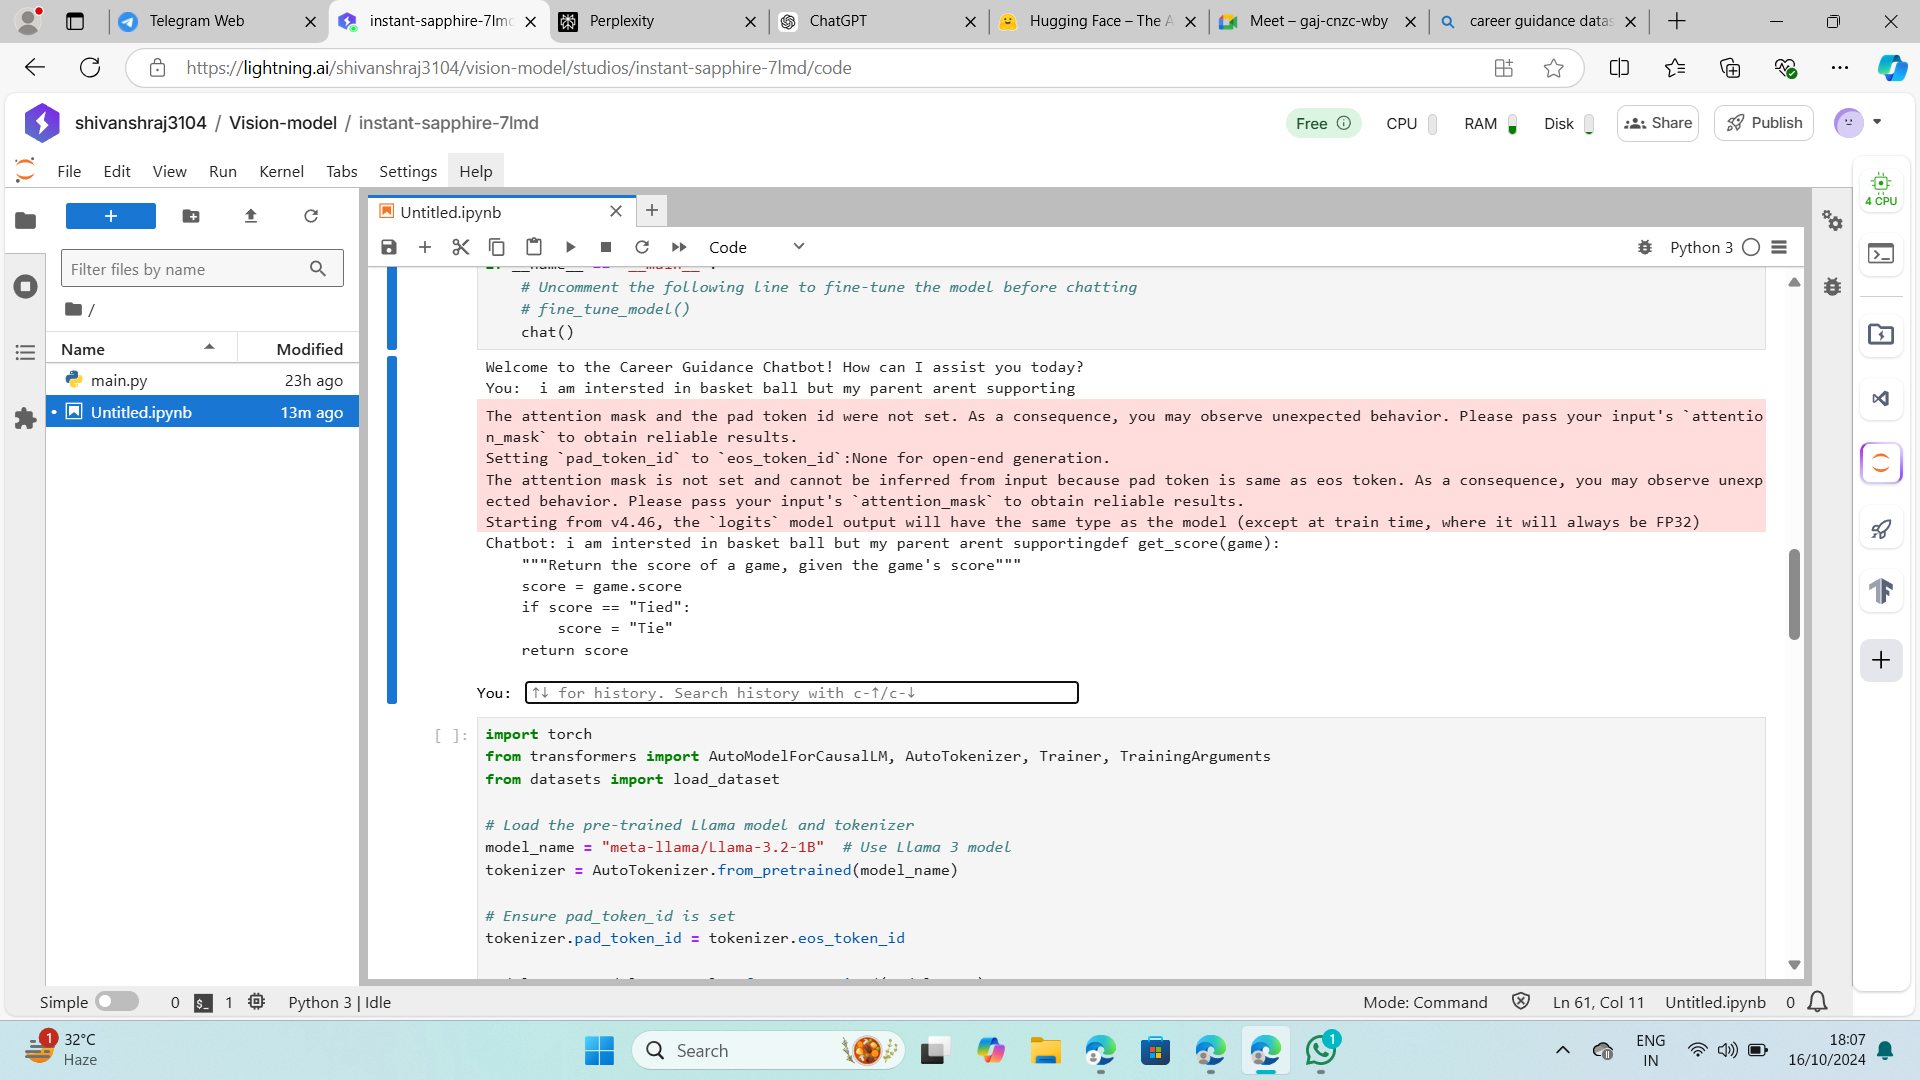 Telegram Web
instant-sapphire-7lmd
Perplexity
ChatGPT
Hugging Face – The A
Meet – gaj-cnzc-wby
career guidance datas
https://lightning.ai/shivanshraj3104/vision-model/studios/instant-sapphire-7lmd/code
shivanshraj3104 / Vision-model / instant-sapphire-7lmd
Free
CPU
RAM
Disk
Share
Publish
File Edit View Run Kernel Tabs Settings Help
4 CPU
Untitled.ipynb
Code
Python 3
Filter files by name
/
Name Modified
main.py 23h ago
Untitled.ipynb 13m ago
# Uncomment the following line to fine-tune the model before chatting
# fine_tune_model()
chat()
Welcome to the Career Guidance Chatbot! How can I assist you today?
You:  i am intersted in basket ball but my parent arent supporting
The attention mask and the pad token id were not set. As a consequence, you may observe unexpected behavior. Please pass your input's `attentio
n_mask` to obtain reliable results.
Setting `pad_token_id` to `eos_token_id`:None for open-end generation.
The attention mask is not set and cannot be inferred from input because pad token is same as eos token. As a consequence, you may observe unexp
ected behavior. Please pass your input's `attention_mask` to obtain reliable results.
Starting from v4.46, the `logits` model output will have the same type as the model (except at train time, where it will always be FP32)
Chatbot: i am intersted in basket ball but my parent arent supportingdef get_score(game):
    """Return the score of a game, given the game's score"""
    score = game.score
    if score == "Tied":
        score = "Tie"
    return score
You: ↑↓ for history. Search history with c-↑/c-↓
[ ]:
import torch
from transformers import AutoModelForCausalLM, AutoTokenizer, Trainer, TrainingArguments
from datasets import load_dataset
# Load the pre-trained Llama model and tokenizer
model_name = "meta-llama/Llama-3.2-1B"  # Use Llama 3 model
tokenizer = AutoTokenizer.from_pretrained(model_name)
# Ensure pad_token_id is set
tokenizer.pad_token_id = tokenizer.eos_token_id
Simple 0 1 Python 3 | Idle
Mode: Command Ln 61, Col 11 Untitled.ipynb 0
1
32°C
Haze
Search
1
ENG
IN
18:07
16/10/2024